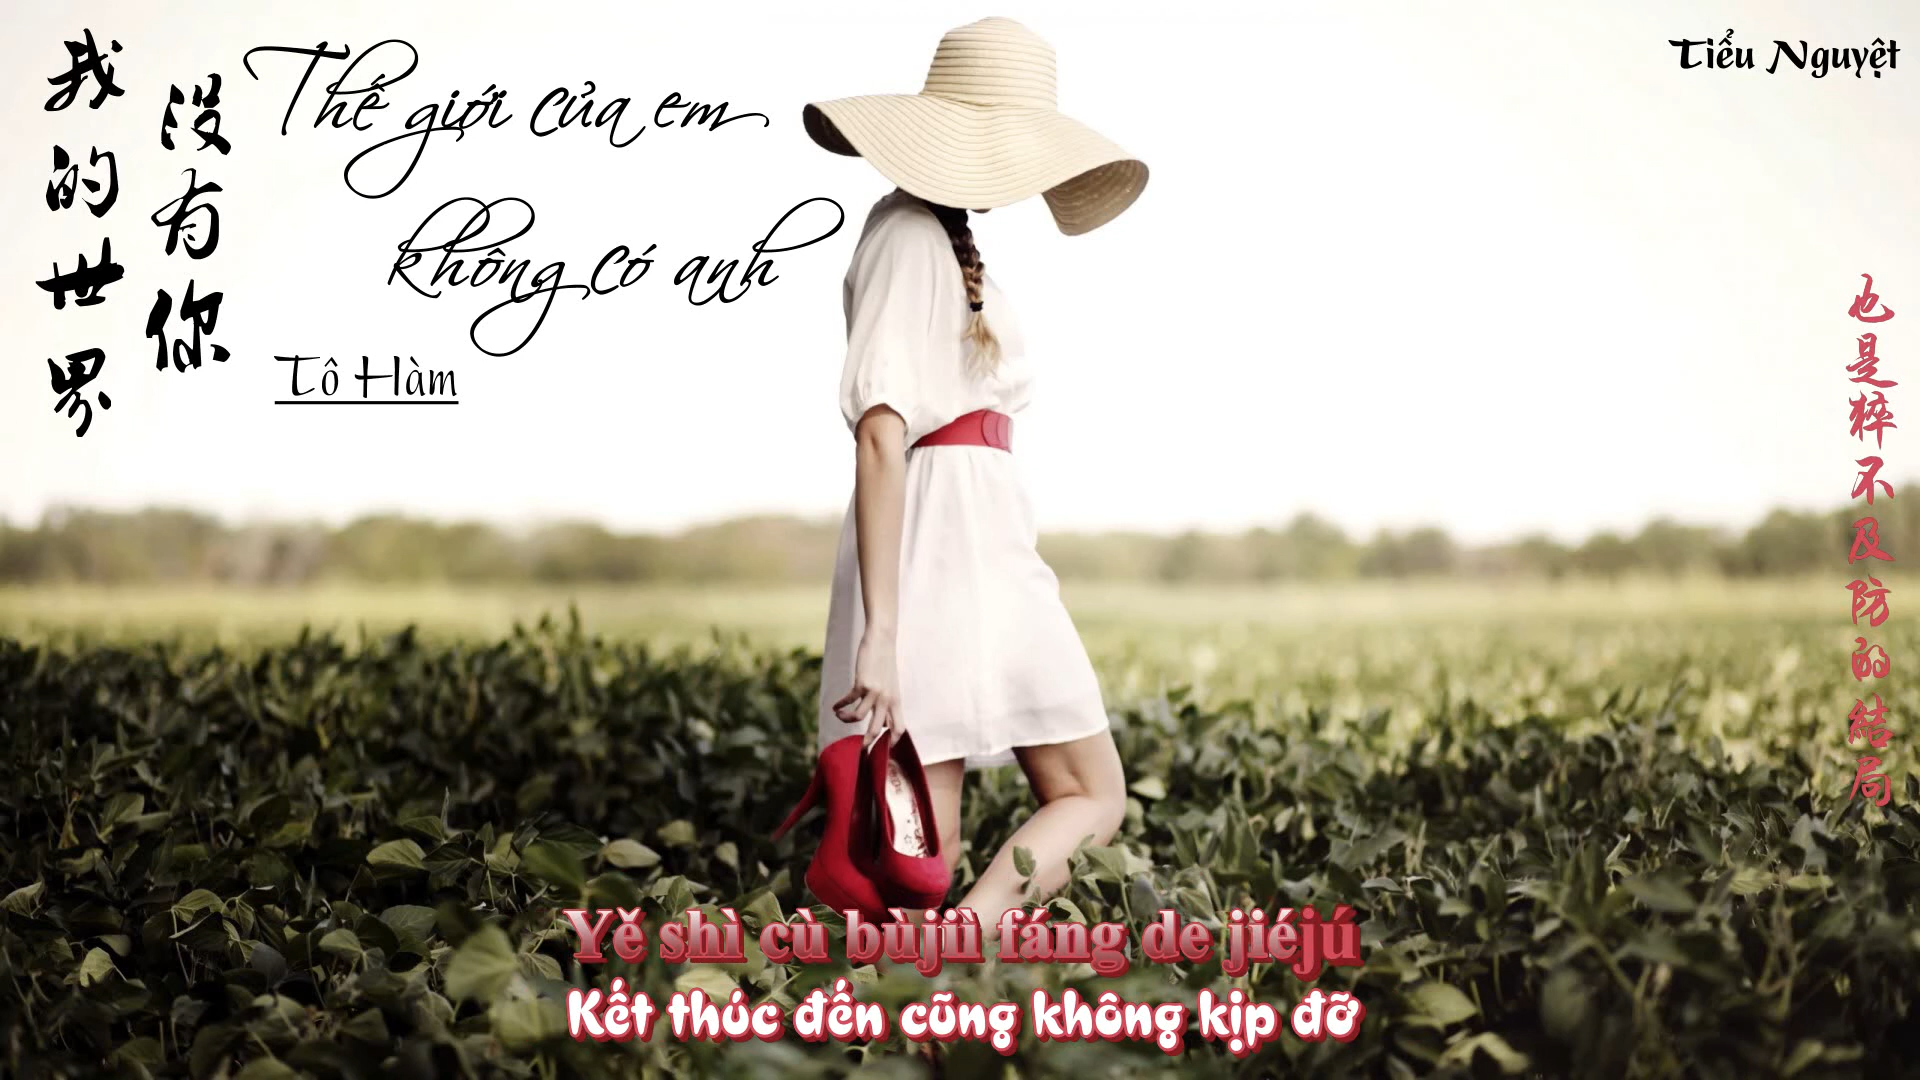 我的世界
没有你
Thế giới của em
không có anh
Tô Hàm
Tiểu Nguyệt
也是猝不及防的结局
Yě shì cù bùjìì fáng de jiéjú
Kết thúc đến cũng không kịp đỡ